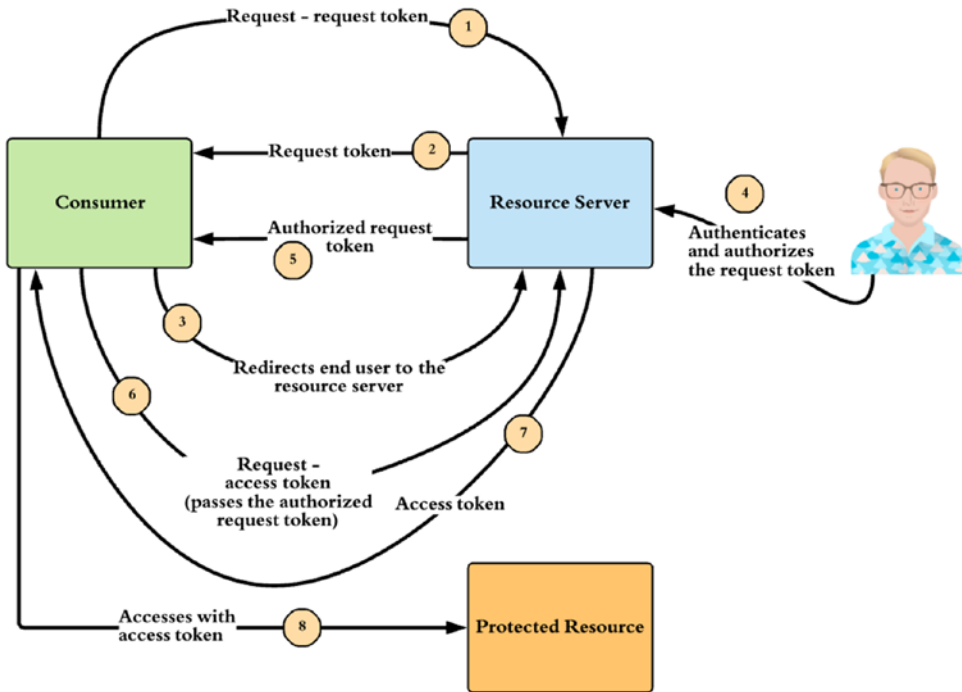 Request - request token
1
Request token
2
Consumer
Resource Server
4
Authorized request
token
5
Authenticates
and authorizes
the request token
3
Redirects end user to the
resource server
6
7
Request -
access token
(passes the authorized
request token)
Access token
Accesses with
access token
8
Protected Resource